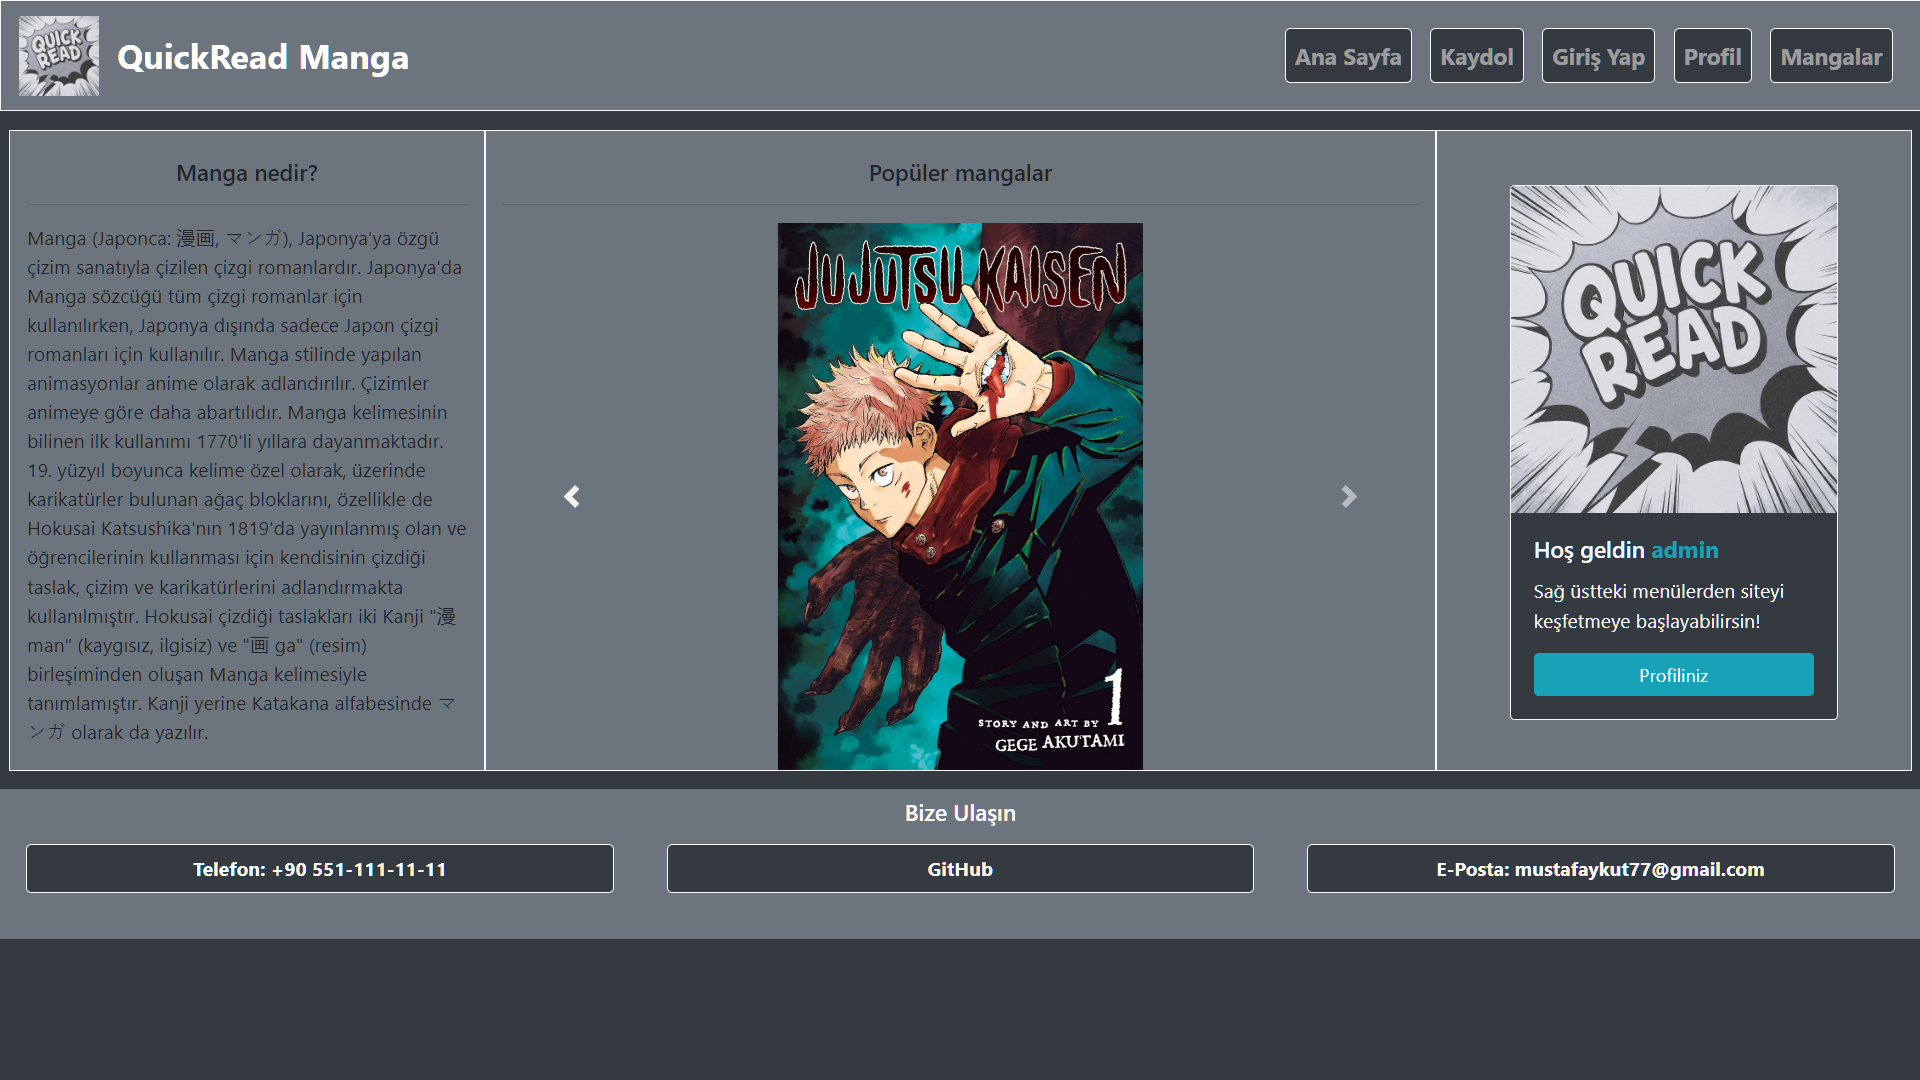 QUICK
READ
QuickRead Manga
Ana Sayfa
Kaydol
Giriş Yap
Profil
Mangalar
Manga nedir?
Manga (Japonca: 漫画, マンガ), Japonya'ya özgü
çizim sanatıyla çizilen çizgi romanlardır. Japonya'da
Manga sözcüğü tüm çizgi romanlar için
kullanılırken, Japonya dışında sadece Japon çizgi
romanları için kullanılır. Manga stilinde yapılan
animasyonlar anime olarak adlandırılır. Çizimler
animeye göre daha abartılıdır. Manga kelimesinin
bilinen ilk kullanımı 1770'li yıllara dayanmaktadır.
19. yüzyıl boyunca kelime özel olarak, üzerinde
karikatürler bulunan ağaç bloklarını, özellikle de
Hokusai Katsushika'nın 1819'da yayınlanmış olan ve
öğrencilerinin kullanması için kendisinin çizdiği
taslak, çizim ve karikatürlerini adlandırmakta
kullanılmıştır. Hokusai çizdiği taslakları iki Kanji "漫
man" (kaygısız, ilgisiz) ve "画 ga" (resim)
birleşiminden oluşan Manga kelimesiyle
tanımlamıştır. Kanji yerine Katakana alfabesinde マ
ンガ olarak da yazılır.
Popüler mangalar
JUJUTSU KAISEN
1
STORY AND ART BY
GEGE AKUTAMI
QUICK
READ
Hoş geldin admin
Sağ üstteki menülerden siteyi
keşfetmeye başlayabilirsin!
Profiliniz
Bize Ulaşın
Telefon: +90 551-111-11-11
GitHub
E-Posta: mustafaykut77@gmail.com